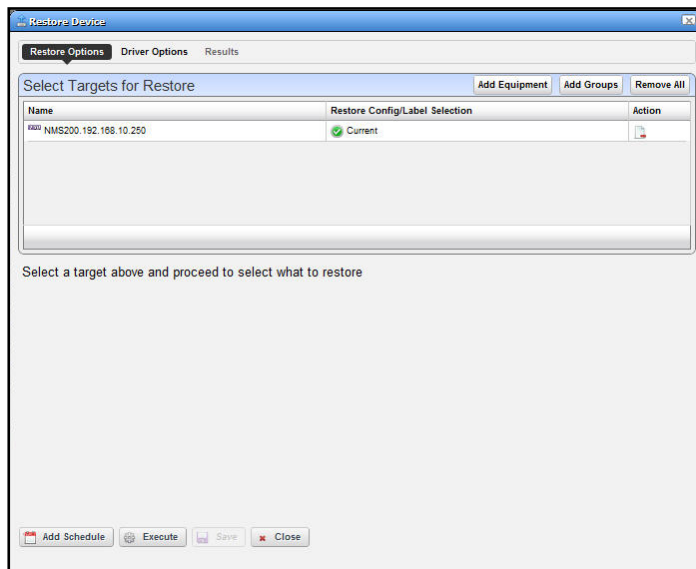 Restore Device
Restore Options Driver Options Results
Select Targets for Restore Add Equipment Add Groups Remove All
Name Restore Config/Label Selection Action
NMS200.192.168.10.250 Current
Select a target above and proceed to select what to restore
Add Schedule Execute Save Close